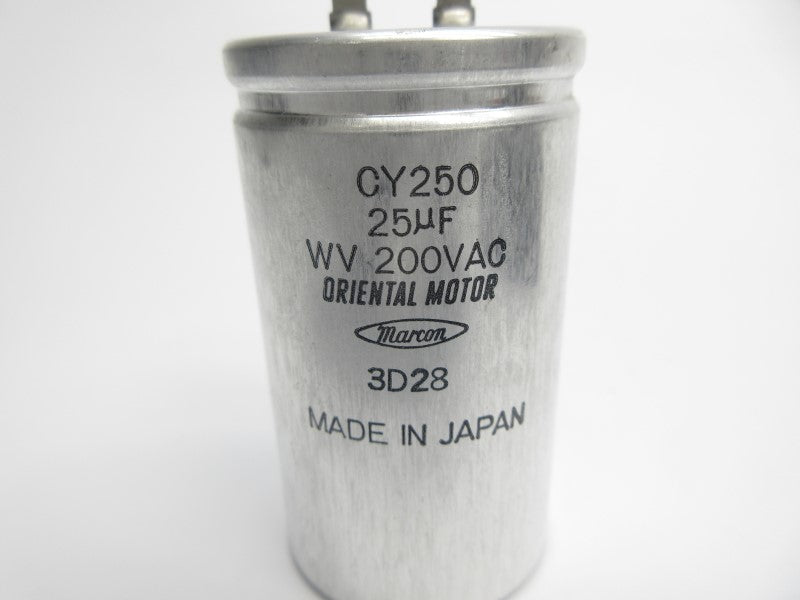 CY250
25µF
WV 200VAC
ORIENTAL MOTOR
Marcon
3D28
MADE IN JAPAN